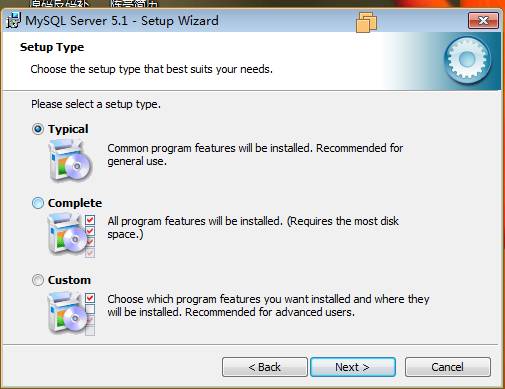 MySQL Server 5.1 - Setup Wizard
Setup Type
Choose the setup type that best suits your needs.
Please select a setup type.
Typical
Common program features will be installed. Recommended for
general use.
Complete
All program features will be installed. (Requires the most disk
space.)
Custom
Choose which program features you want installed and where they
will be installed. Recommended for advanced users.
< Back
Next >
Cancel